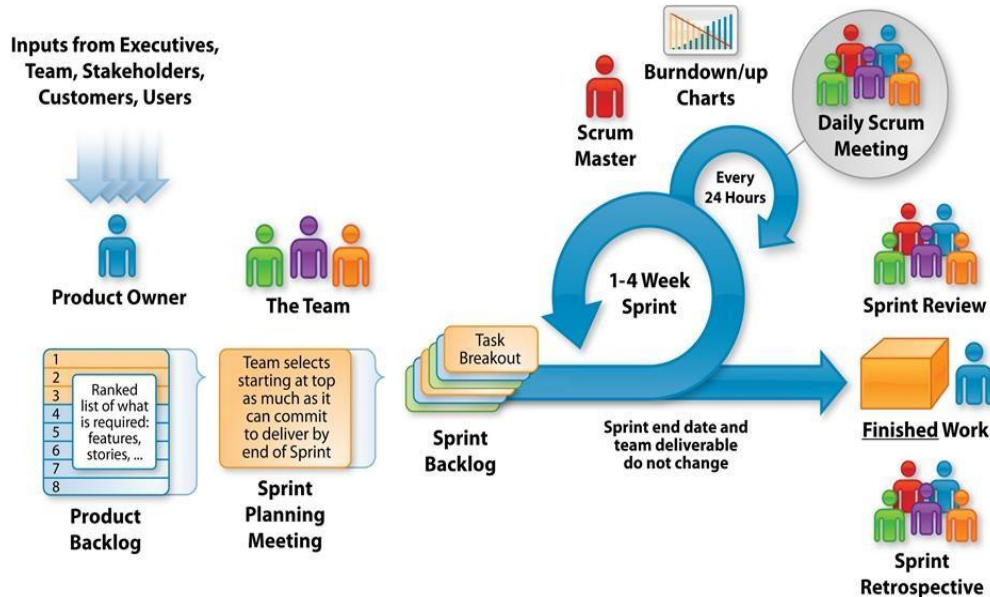 Inputs from Executives,
Team, Stakeholders,
Customers, Users
Product Owner
The Team
1
2
3
4
5
6
7
8
Ranked
list of what
is required:
features,
stories, ...
Product
Backlog
Team selects
starting at top
as much as it
can commit
to deliver by
end of Sprint
Sprint
Planning
Meeting
Task
Breakout
Sprint
Backlog
Scrum
Master
Burndown/up
Charts
Every
24 Hours
Daily Scrum
Meeting
1-4 Week
Sprint
Sprint end date and
team deliverable
do not change
Sprint Review
Finished Work
Sprint
Retrospective